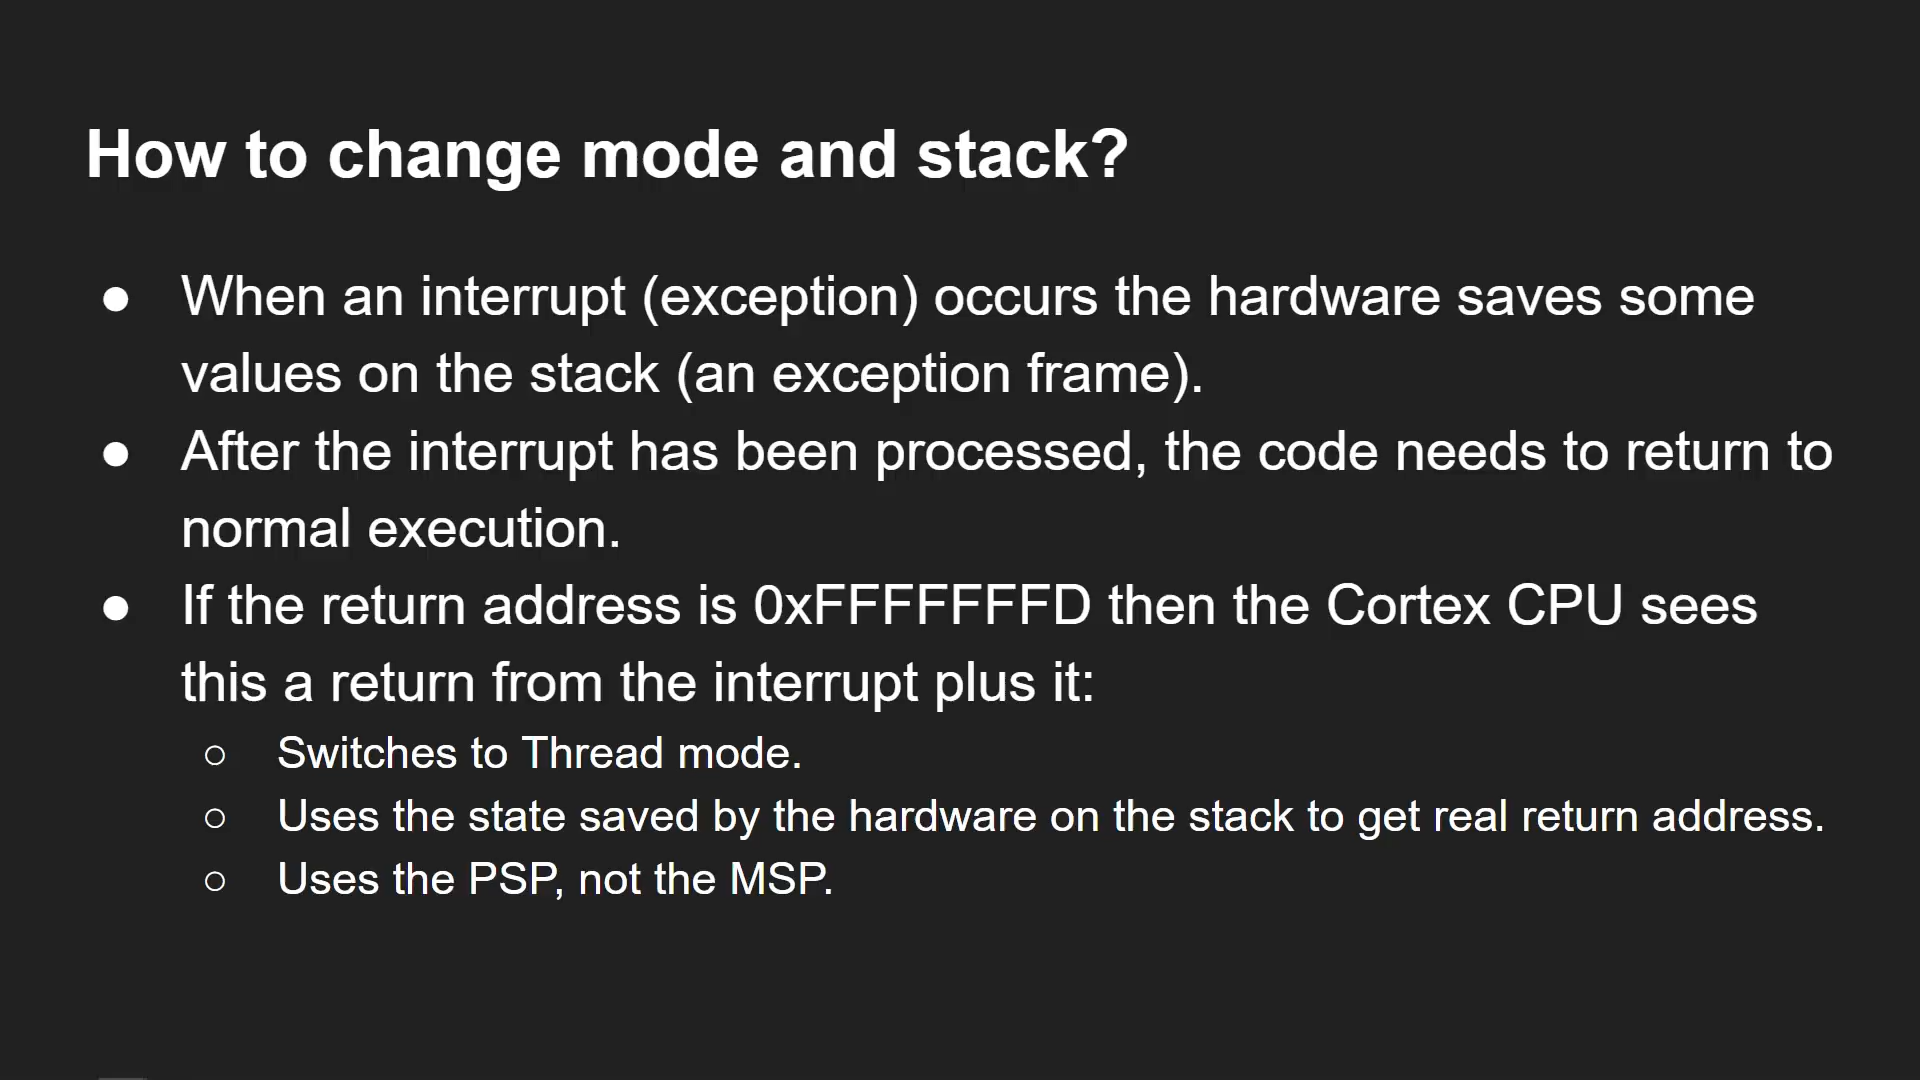 How to change mode and stack?
● When an interrupt (exception) occurs the hardware saves some
values on the stack (an exception frame).
● After the interrupt has been processed, the code needs to return to
normal execution.
● If the return address is 0xFFFFFFFD then the Cortex CPU sees
this a return from the interrupt plus it:
○ Switches to Thread mode.
○ Uses the state saved by the hardware on the stack to get real return address.
○ Uses the PSP, not the MSP.